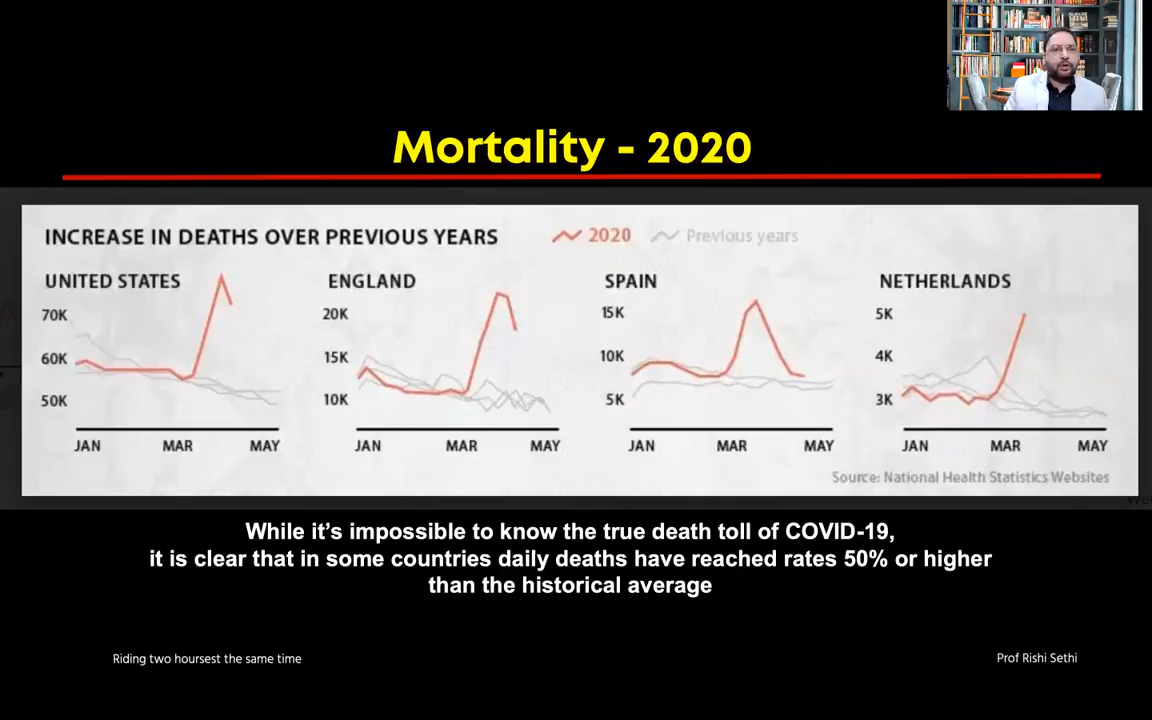 Mortality - 2020
INCREASE IN DEATHS OVER PREVIOUS YEARS 2020 Previous years
UNITED STATES
70K
60K
50K
JAN MAR MAY
ENGLAND
20K
15K
10K
JAN MAR MAY
SPAIN
15K
10K
5K
JAN MAR MAY
NETHERLANDS
5K
4K
3K
JAN MAR MAY
Source: National Health Statistics Websites
While it's impossible to know the true death toll of COVID-19,
it is clear that in some countries daily deaths have reached rates 50% or higher
than the historical average
Riding two hoursest the same time
Prof Rishi Sethi